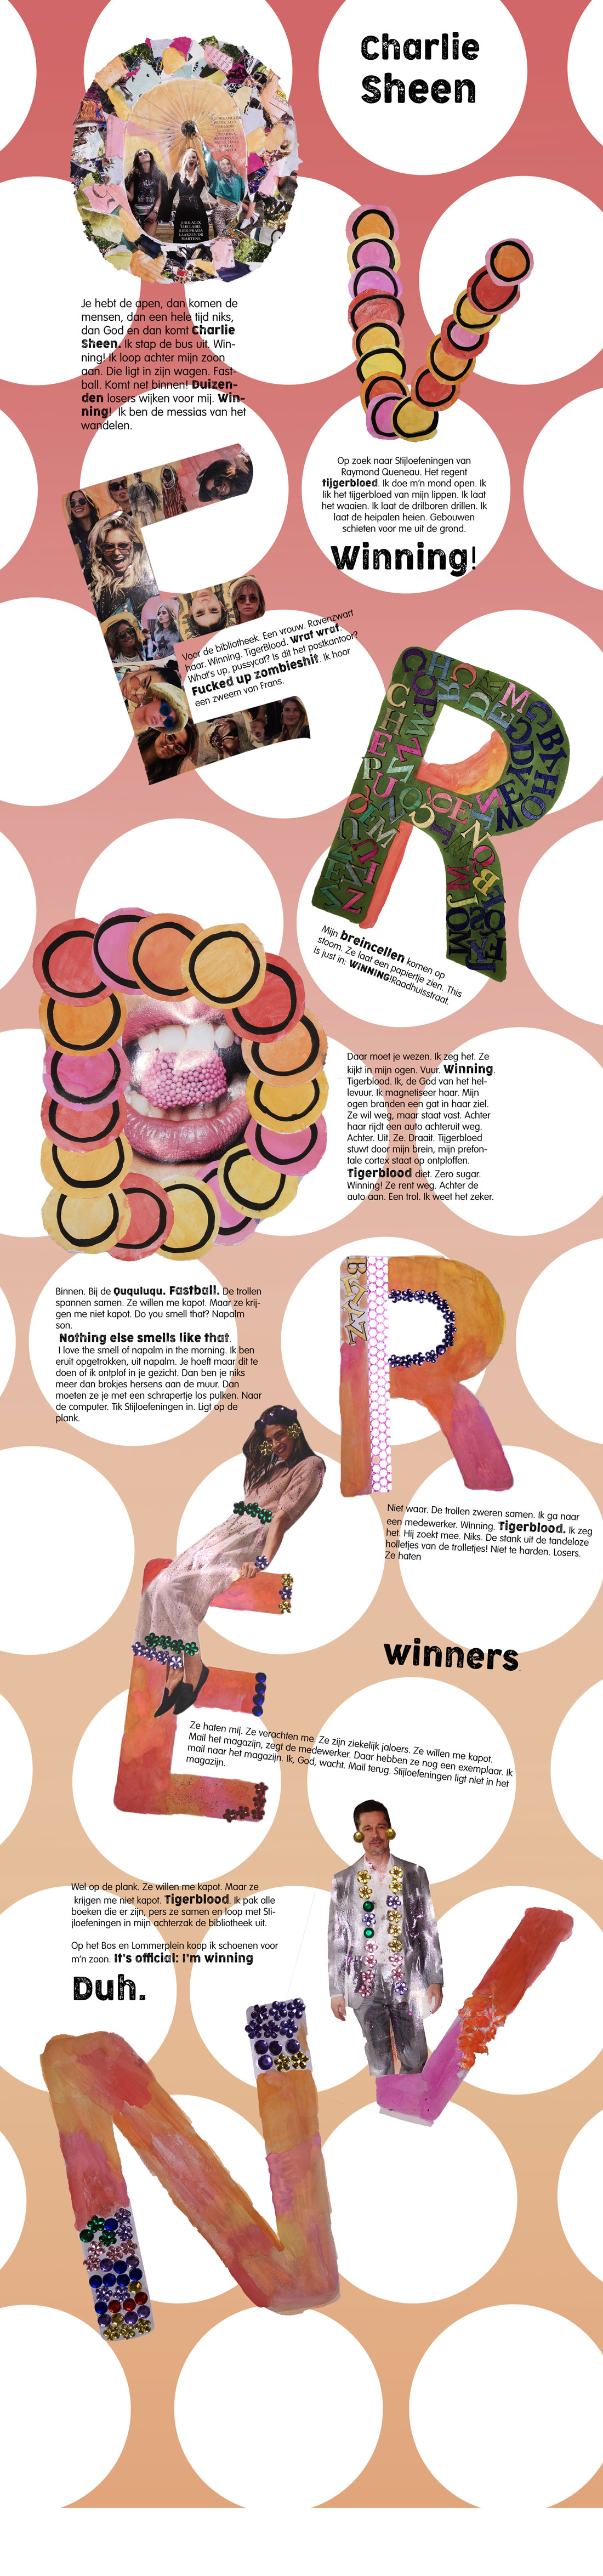 Charlie
Sheen
O
V
Je hebt de apen, dan komen de
mensen, dan een hele tijd niks,
dan God en dan komt Charlie
Sheen. Ik stap de bus uit. Win-
ning! Ik loop achter mijn zoon
aan. Die ligt in zijn wagen. Fast-
ball. Komt net binnen! Duizen-
den losers wijken voor mij. Win-
ning! Ik ben de messias van het
wandelen.
Op zoek naar Stijloefeningen van
Raymond Queneau. Het regent
tijgerbloed. Ik doe m'n mond open. Ik
lik het tijgerbloed van mijn lippen. Ik laat
het waaien. Ik laat de drilboren drillen. Ik
laat de heipalen heien. Gebouwen
schieten voor me uit de grond.
Winning!
E
Voor de bibliotheek. Een vrouw. Ravenzwart
haar. Winning. TigerBlood. Wraf wraf.
What's up, pussycat? Is dit het postkantoor?
Fucked up zombieshit. Ik hoor
een zweem van Frans.
R
Mijn breincellen komen op
stoom. Ze laat een papiertje zien. This
is just in: WINNING!Raadhuisstraat.
D
Daar moet je wezen. Ik zeg het. Ze
kijkt in mijn ogen. Vuur. Winning.
Tigerblood. Ik, de God van het hel-
levuur. Ik magnetiseer haar. Mijn
ogen branden een gat in haar ziel.
Ze wil weg, maar staat vast. Achter
haar rijdt een auto achteruit weg.
Achter. Uit. Ze. Draait. Tijgerbloed
stuwt door mijn brein, mijn prefon-
tale cortex staat op ontploffen.
Tigerblood diet. Zero sugar.
Winning! Ze rent weg. Achter de
auto aan. Een trol. Ik weet het zeker.
Binnen. Bij de Ququluqu. Fastball. De trollen
spannen samen. Ze willen me kapot. Maar ze krij-
gen me niet kapot. Do you smell that? Napalm
son.
Nothing else smells like that.
I love the smell of napalm in the morning. Ik ben
eruit opgetrokken, uit napalm. Je hoeft maar dit te
doen of ik ontplof in je gezicht. Dan ben je niks
meer dan brokjes hersens aan de muur. Dan
moeten ze je met een schrapertje los pulken. Naar
de computer. Tik Stijloefeningen in. Ligt op de
plank.
R
Niet waar. De trollen zweren samen. Ik ga naar
een medewerker. Winning. Tigerblood. Ik zeg
het. Hij zoekt mee. Niks. De stank uit de tandeloze
holletjes van de trolletjes! Niet te harden. Losers.
Ze haten
winners.
E
Ze haten mij. Ze verachten me. Ze zijn ziekelijk jaloers. Ze willen me kapot.
Mail het magazijn, zegt de medewerker. Daar hebben ze nog een exemplaar. Ik
mail naar het magazijn. Ik, God, wacht. Mail terug. Stijloefeningen ligt niet in het
magazijn.
Wel op de plank. Ze willen me kapot. Maar ze
krijgen me niet kapot. Tigerblood. Ik pak alle
boeken die er zijn, pers ze samen en loop met Sti-
jloefeningen in mijn achterzak de bibliotheek uit.
Op het Bos en Lommerplein koop ik schoenen voor
m'n zoon. It's official: I'm winning
Duh.
N